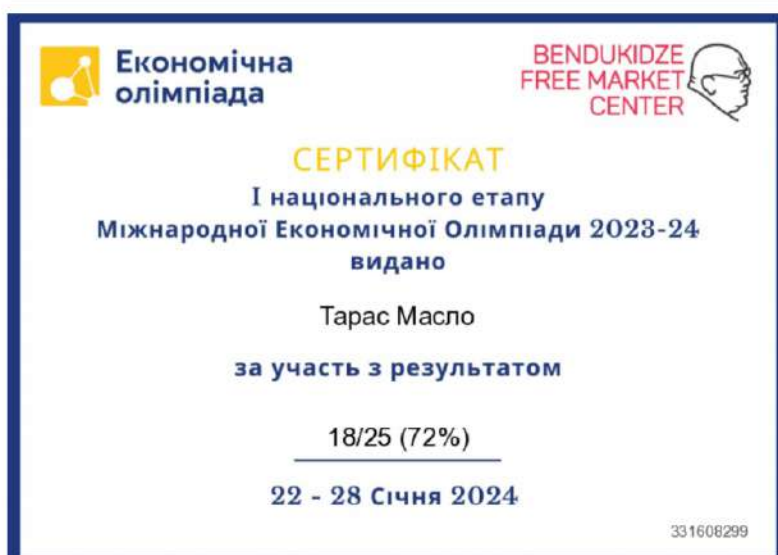 Економічна
олімпіада
BENDUKIDZE
FREE MARKET
CENTER
СЕРТИФІКАТ
І національного етапу
Міжнародної Економічної Олімпіади 2023-24
видано
Тарас Масло
за участь з результатом
18/25 (72%)
22 - 28 Січня 2024
331608299